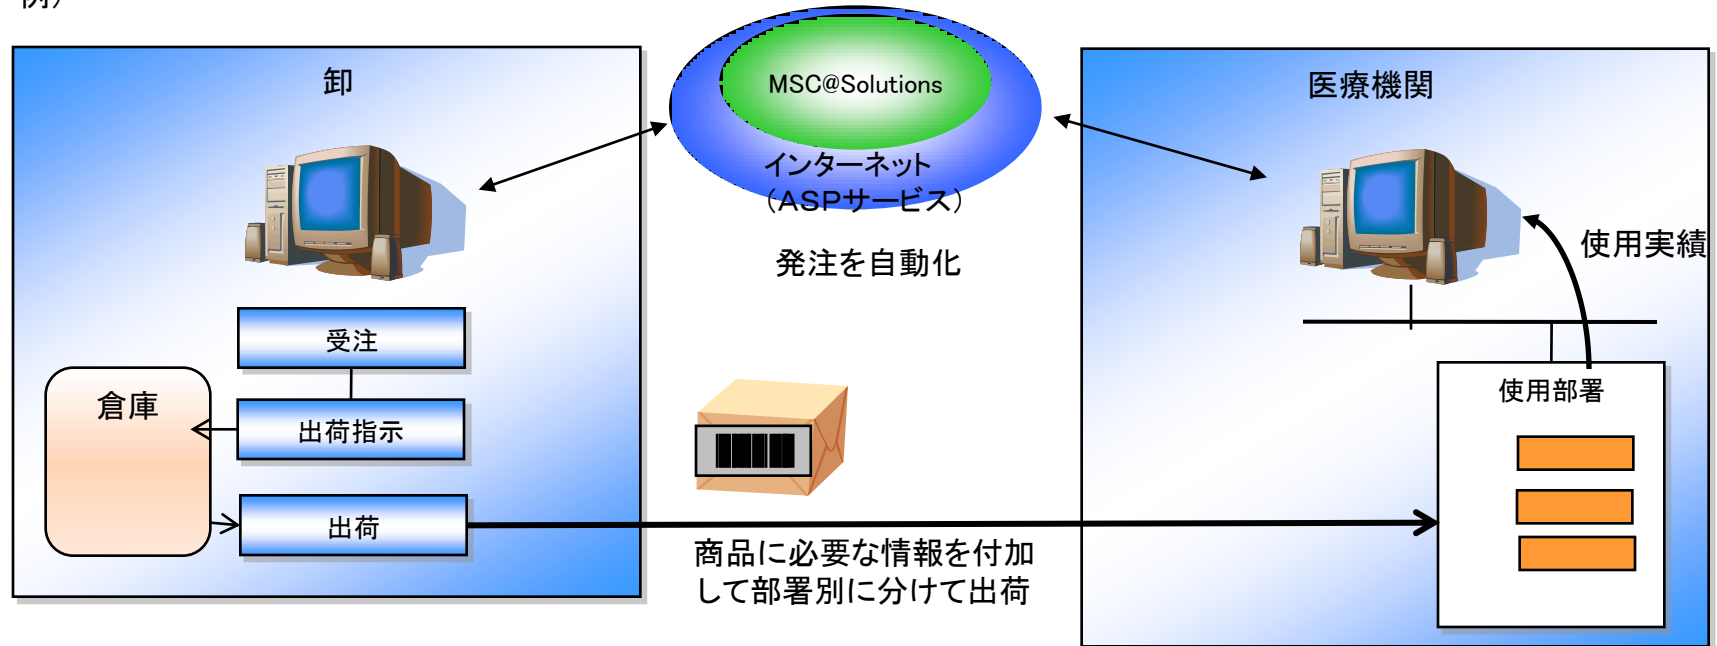 例）
卸
MSC@Solutions
インターネット
（ASPサービス）
発注を自動化
医療機関
使用実績
受注
倉庫
出荷指示
出荷
使用部署
商品に必要な情報を付加
して部署別に分けて出荷